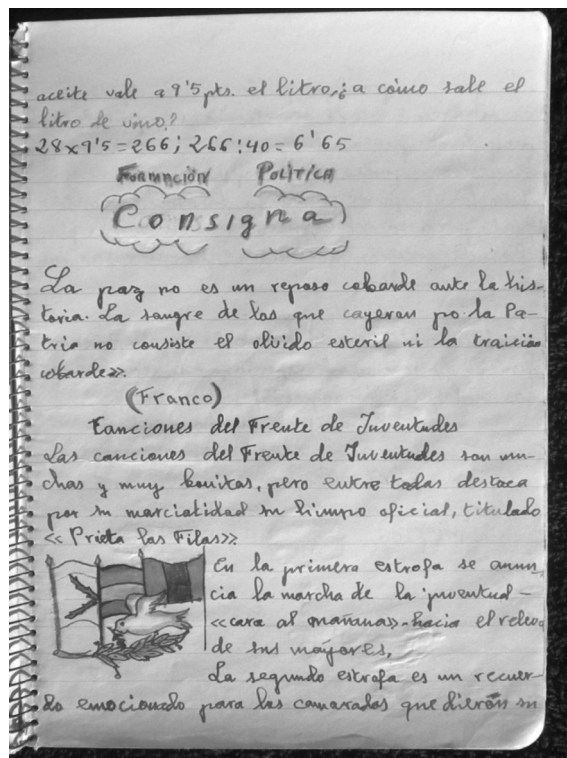 aceite vale a 9'5 pts. el litro,¿a cómo sale el
litro de vino?
28x9'5=266; 266:40=6'65
Formación Política
Consigna
La paz no es un reposo cobarde ante la his-
toria. La sangre de los que cayeron po la Pa-
tria no consiste el olvido esteril ni la traición
cobarde».
(Franco)
Canciones del Frente de Juventudes
Las canciones del Frente de Juventudes son mu-
chas y muy bonitas, pero entre todas destaca
por su marcialidad su himno oficial, titulado
«Prieta las Filas»
En la primera estrofa se anun
cia la marcha de la juventud -
«cara al mañana»-hacia el relevo
de sus mayores,
La segundo estrofa es un recuer-
do emocionado para los camaradas que dieron su